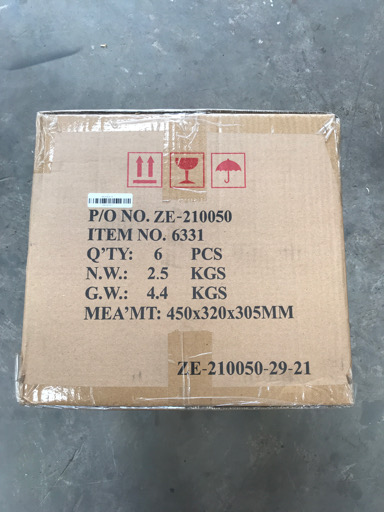 P/O NO. ZE-210050
ITEM NO. 6331
Q'TY: 6 PCS
N.W.: 2.5 KGS
G.W.: 4.4 KGS
MEA'MT: 450x320x305MM
ZE-210050-29-21